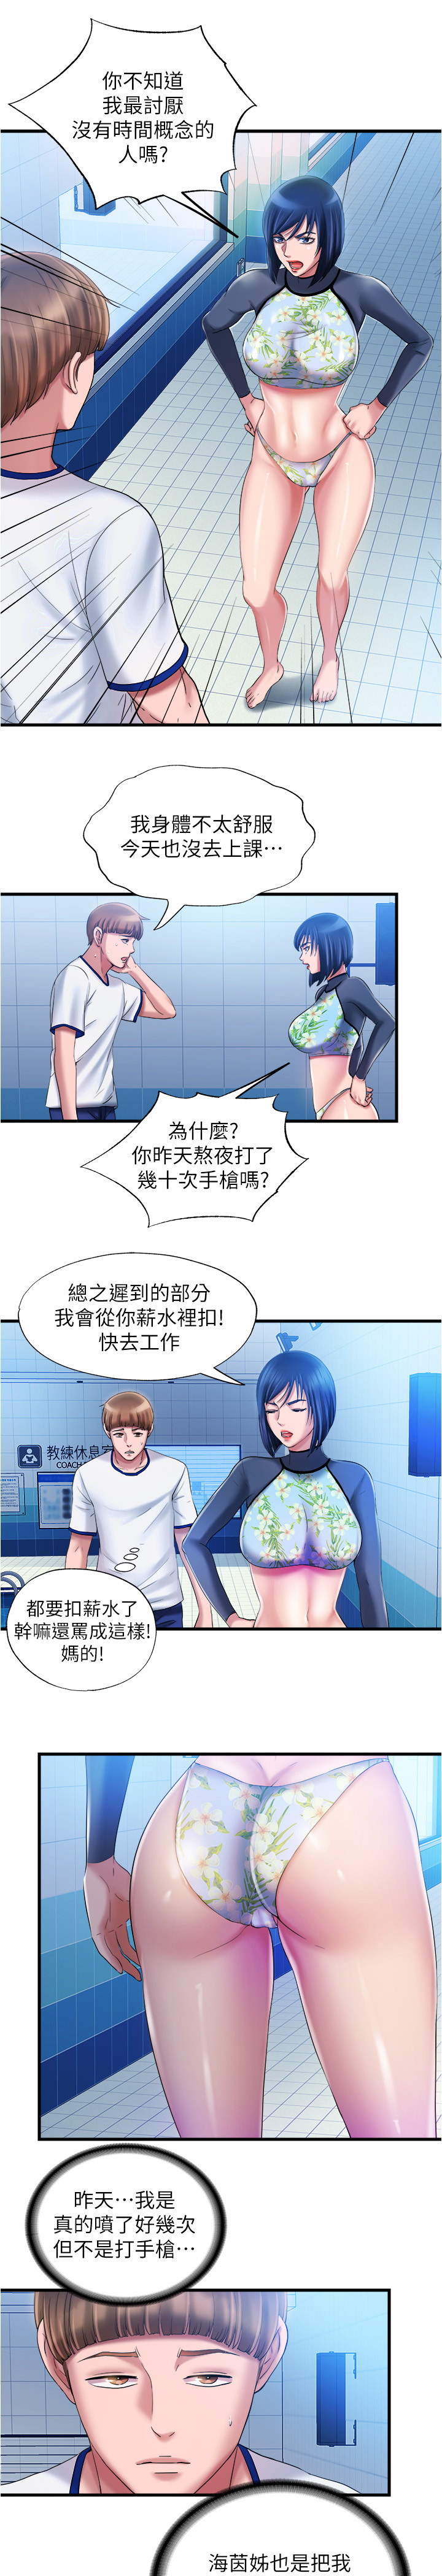 你不知道
我最討厭
沒有時間概念的
人嗎?
我身體不太舒服
今天也沒去上課⋯
為什麼?
你昨天熬夜打了
幾十次手槍嗎?
總之遲到的部分
我會從你薪水裡扣!
快去工作
教練休息室
COACH
都要扣薪水了
幹嘛還罵成這樣!
媽的!
昨天⋯我是
真的噴了好幾次
但不是打手槍⋯
海茵姊也是把我